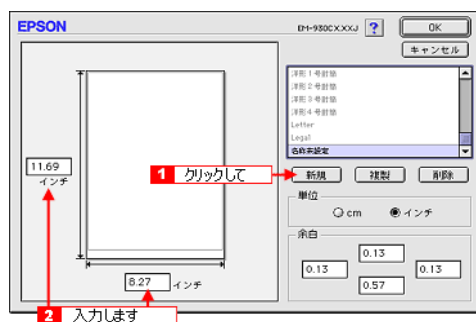 EPSON
EM-930CX.XXJ
?
OK
キャンセル
洋形1号封筒
洋形2号封筒
洋形3号封筒
洋形4号封筒
Letter
Legal
名称未設定
11.69
インチ
1 クリックして
新規
複製
削除
単位
cm
インチ
余白
0.13
0.13
0.13
0.57
8.27 インチ
2 入力します